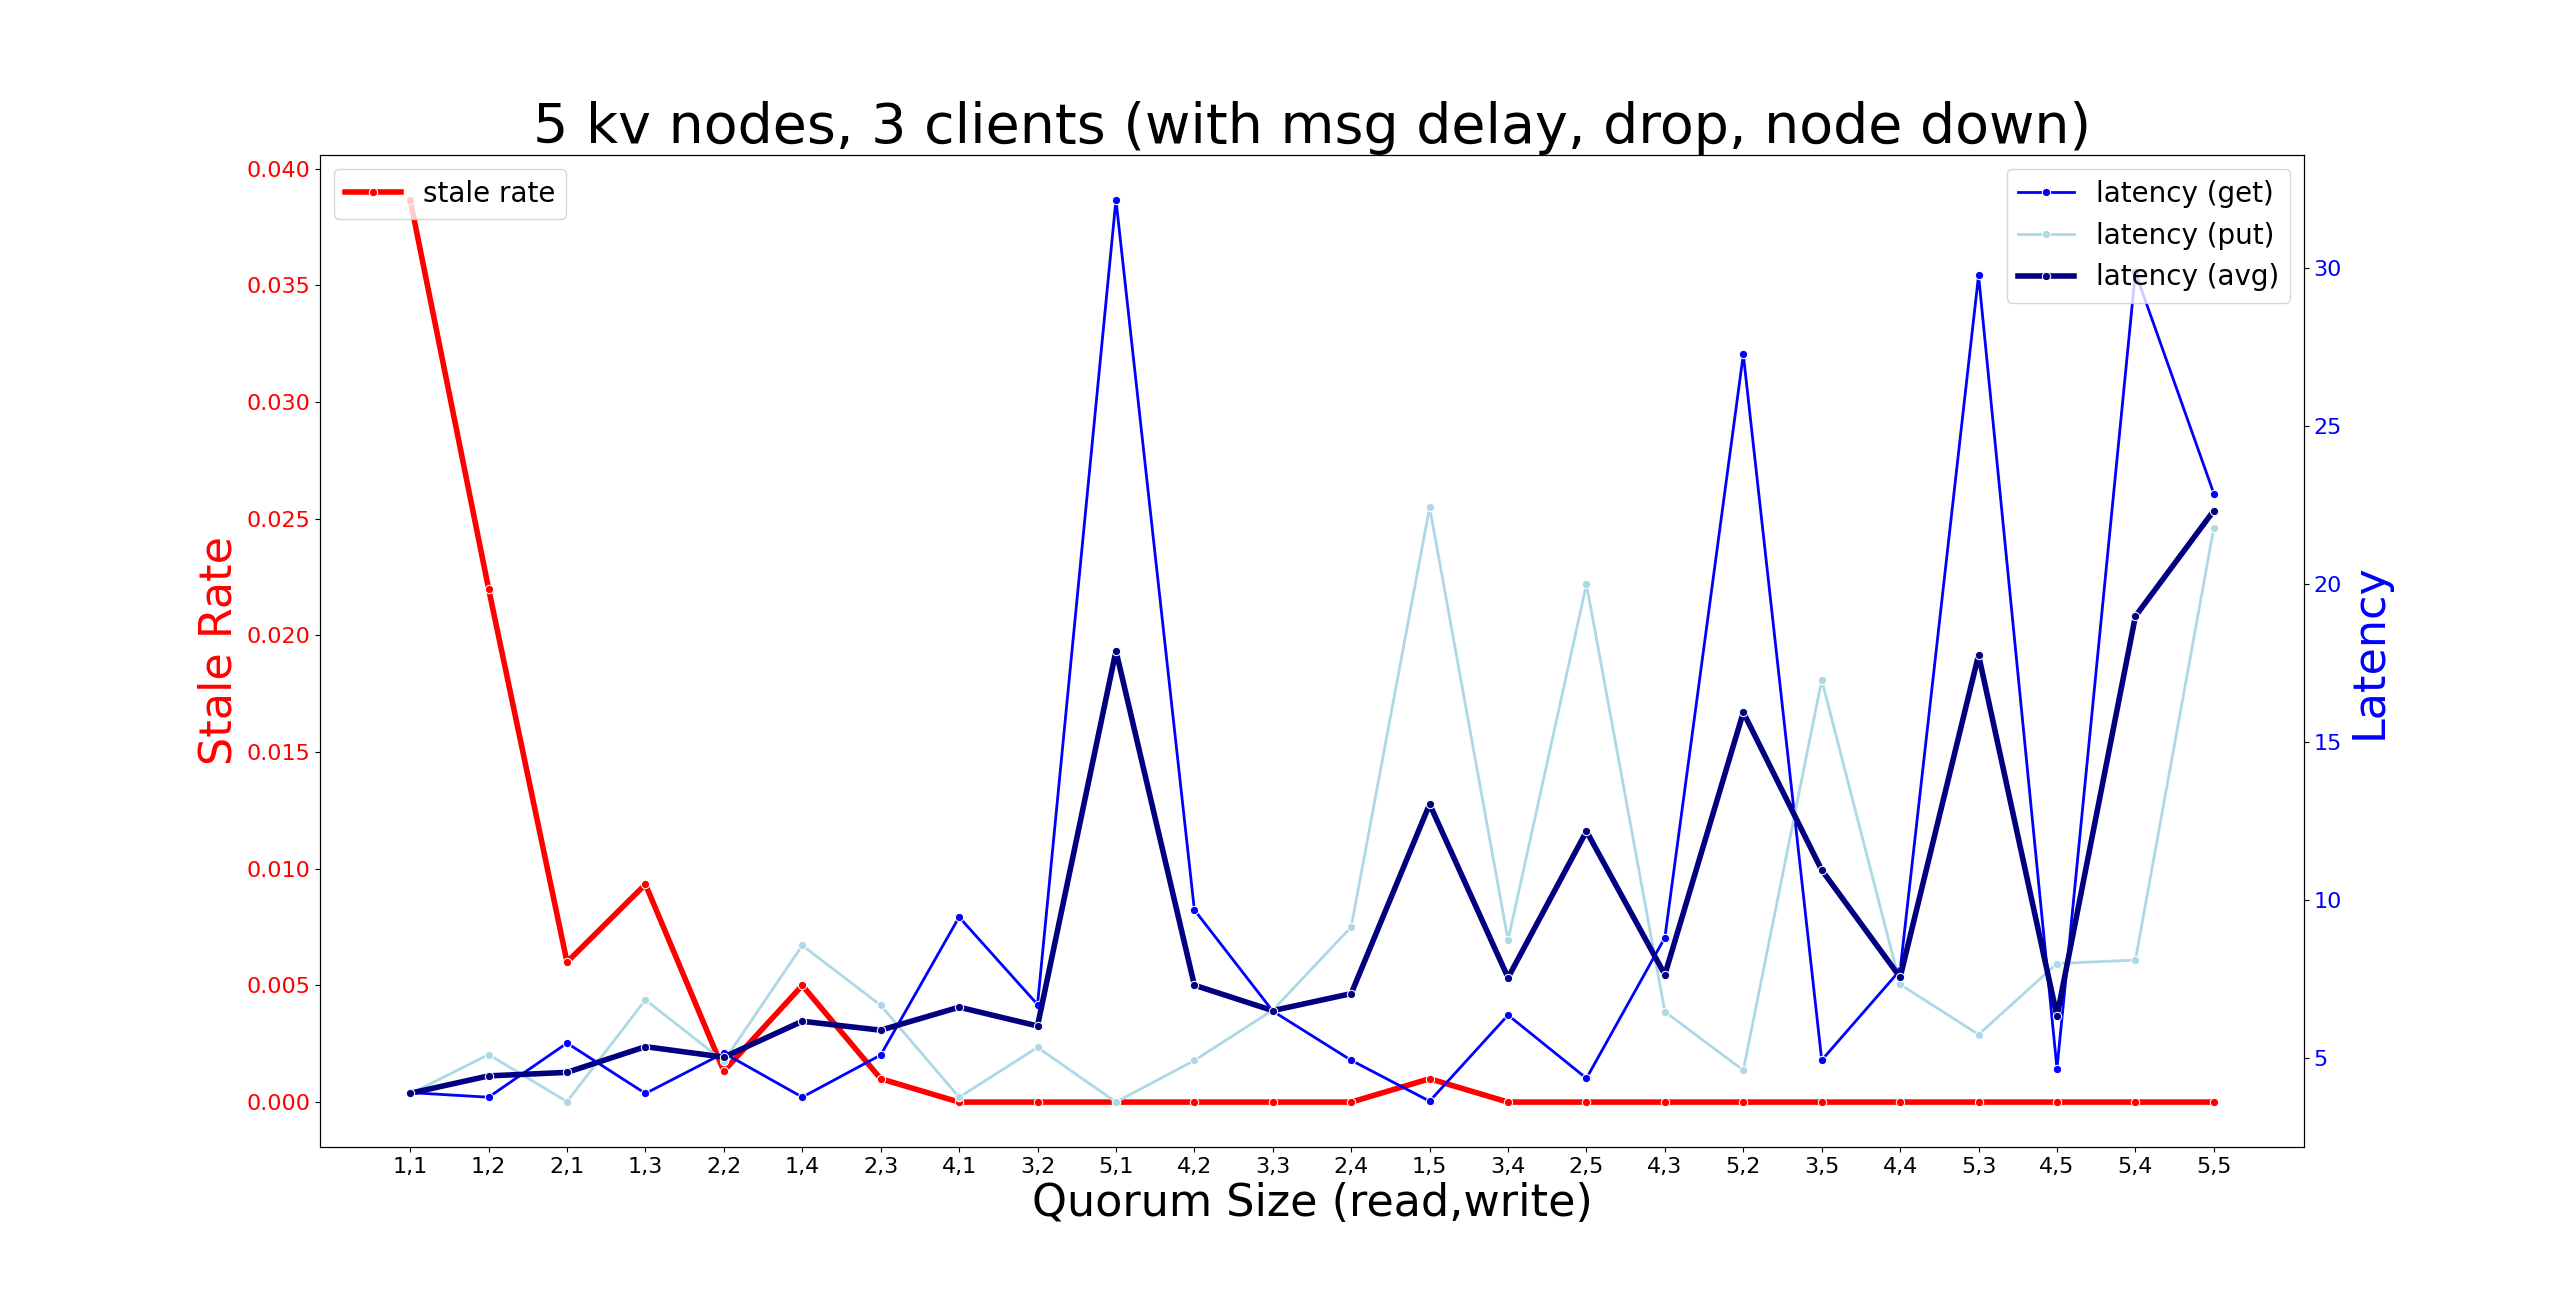 5 kv nodes, 3 clients (with msg delay, drop, node down)
stale rate
latency (get)
latency (put)
latency (avg)
Stale Rate
0.040
0.035
0.030
0.025
0.020
0.015
0.010
0.005
0.000
Latency
30
25
20
15
10
5
1,1 1,2 2,1 1,3 2,2 1,4 2,3 4,1 3,2 5,1 4,2 3,3 2,4 1,5 3,4 2,5 4,3 5,2 3,5 4,4 5,3 4,5 5,4 5,5
Quorum Size (read,write)